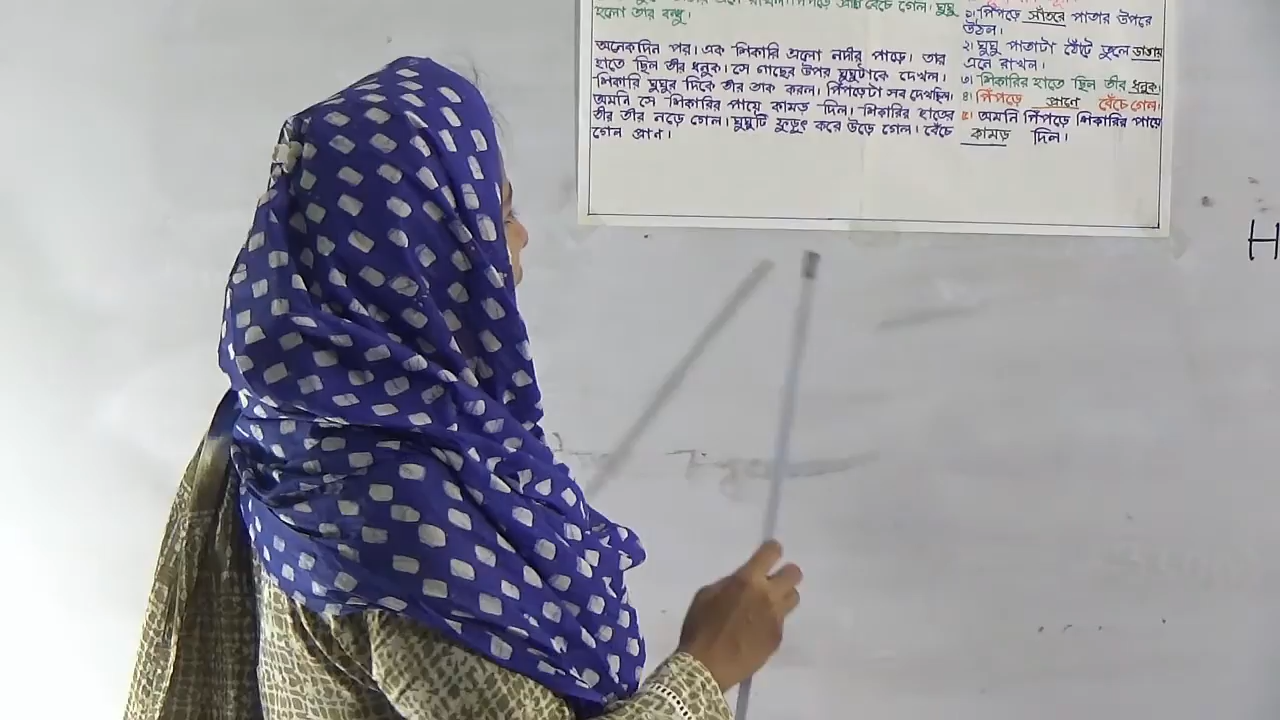 বেঁচে গেল। ঘুঘু
হলো তার বন্ধু।
অনেকদিন পর। এক শিকারি এলো নদীর পাড়ে। তার
হাতে ছিল তীর ধনুক। সে গাছের উপর ঘুঘুটাকে দেখল।
শিকারি ঘুঘুর দিকে তীর তাক করল। পিঁপড়েটা সব দেখছিল।
অমনি সে শিকারির পায়ে কামড় দিল। শিকারির হাতের
তীর তীর নড়ে গেল। ঘুঘুটি ফুড়ুৎ করে উড়ে গেল। বেঁচে
গেল প্রান।
১। পিঁপড়ে সাঁতরে পাতার উপরে
উঠল।
২। ঘুঘু পাতাটা ঠোঁটে তুলে ডাঙায়
এনে রাখল।
৩। শিকারির হাতে ছিল তীর ধনুক।
৪। পিঁপড়ে প্রাণে বেঁচে গেল।
৫। অমনি পিঁপড়ে শিকারির পায়ে
কামড় দিল।
H